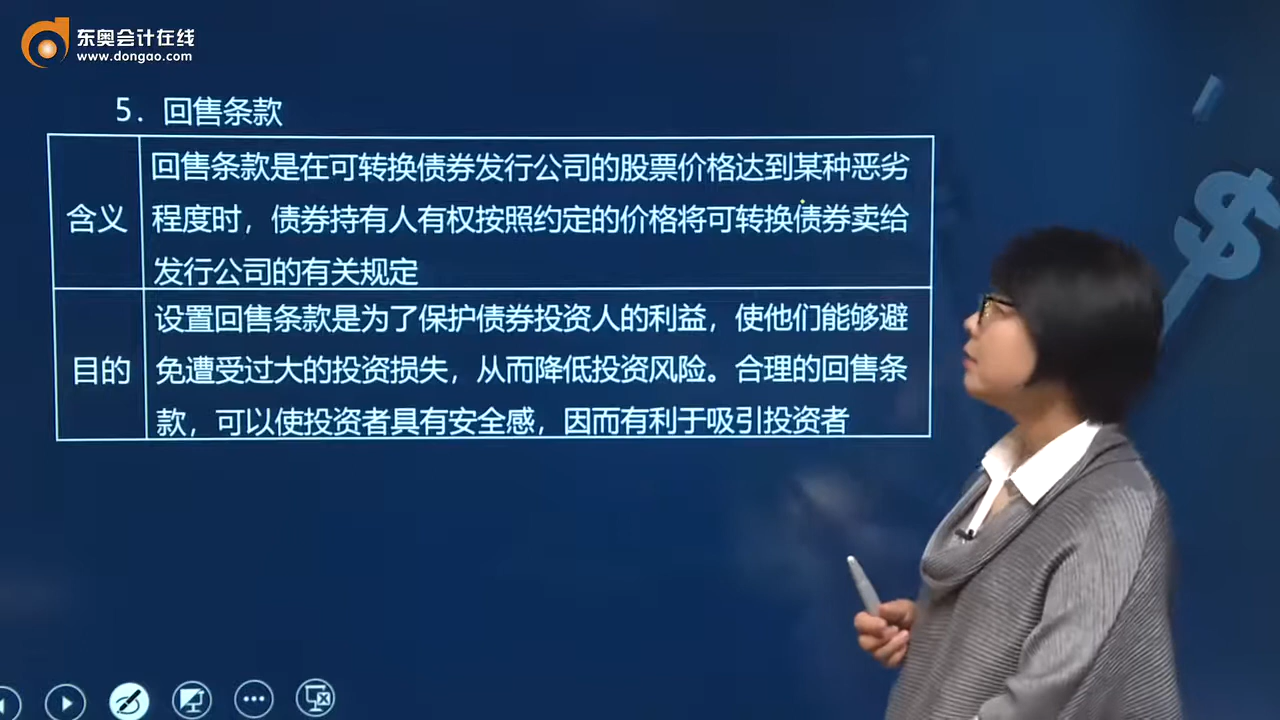 东奥会计在线
www.dongao.com
5．回售条款
含义
回售条款是在可转换债券发行公司的股票价格达到某种恶劣
程度时，债券持有人有权按照约定的价格将可转换债券卖给
发行公司的有关规定
目的
设置回售条款是为了保护债券投资人的利益，使他们能够避
免遭受过大的投资损失，从而降低投资风险。合理的回售条
款，可以使投资者具有安全感，因而有利于吸引投资者